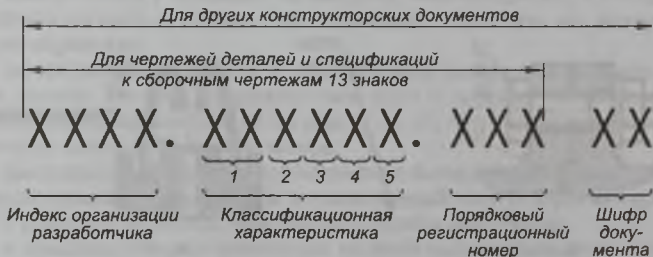 Для других конструкторских документов
Для чертежей деталей и спецификаций
к сборочным чертежам 13 знаков
XXXX. XXXXXX. XXX XX
1 2 3 4 5
Индекс организации разработчика
Классификационная характеристика
Порядковый регистрационный номер
Шифр доку- мента